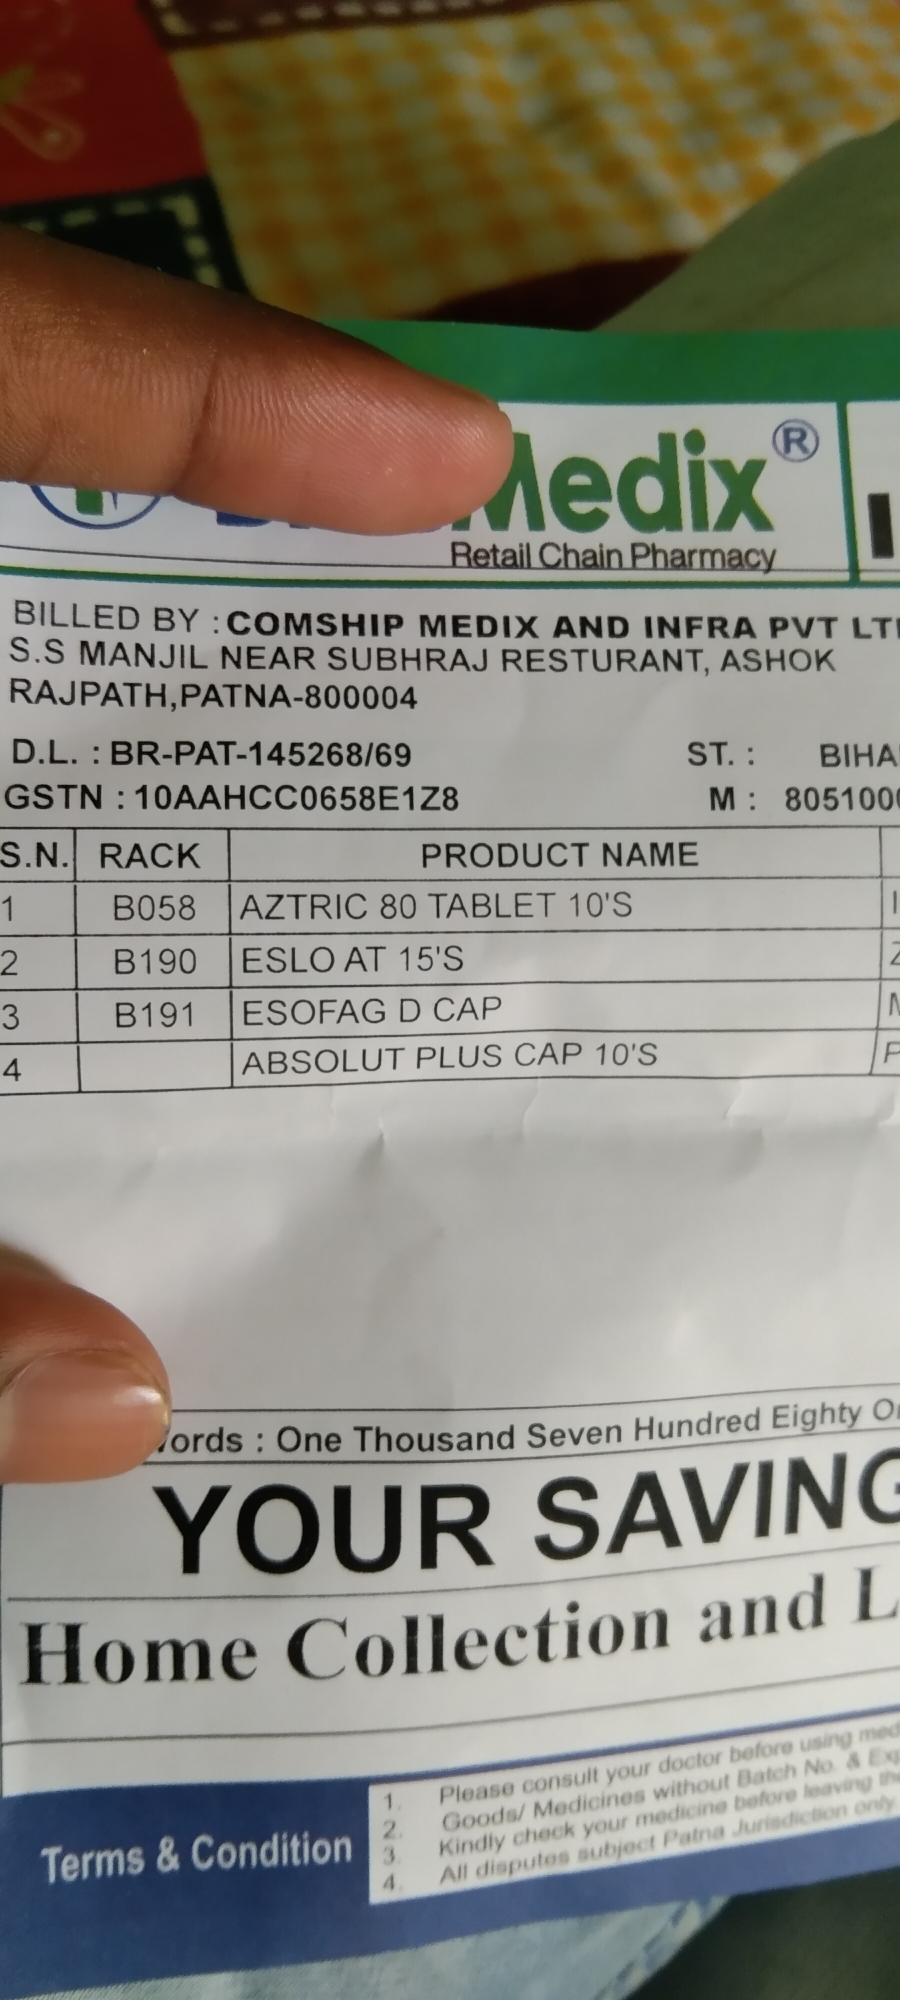 Medix®
Retail Chain Pharmacy
BILLED BY : COMSHIP MEDIX AND INFRA PVT
S.S MANJIL NEAR SUBHRAJ RESTURANT, ASHOK
RAJPATH,PATNA-800004
D.L. : BR-PAT-145268/69 ST. :
GSTN : 10AAHCC0658E1Z8 M :
S.N. RACK PRODUCT NAME
1 B058 AZTRIC 80 TABLET 10'S
2 B190 ESLO AT 15'S
3 B191 ESOFAG D CAP
4 ABSOLUT PLUS CAP 10'S
: One Thousand Seven Hundred Eighty
YOUR SAVING
Home Collection and
Terms & Condition
1. Please consult your doctor before using
2. Goods/ Medicines without Batch No. &
3. Kindly check your medicine before leaving
4. All disputes subject Patna Jurisdiction only